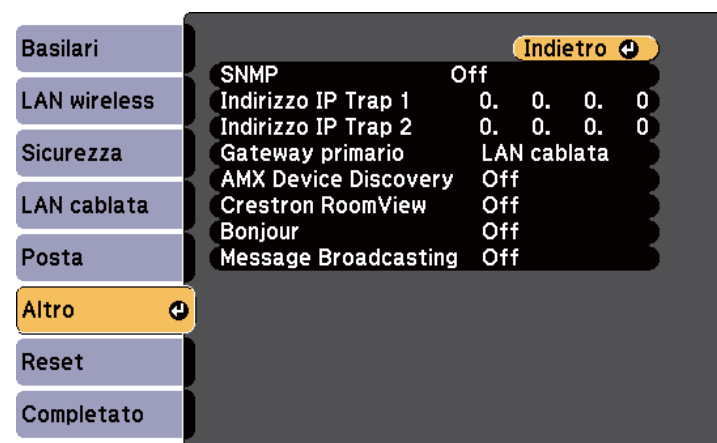 Basilari
LAN wireless
Sicurezza
LAN cablata
Posta
Altro
Reset
Completato
Indietro
SNMP Off
Indirizzo IP Trap 1 0. 0. 0. 0
Indirizzo IP Trap 2 0. 0. 0. 0
Gateway primario LAN cablata
AMX Device Discovery Off
Crestron RoomView Off
Bonjour Off
Message Broadcasting Off